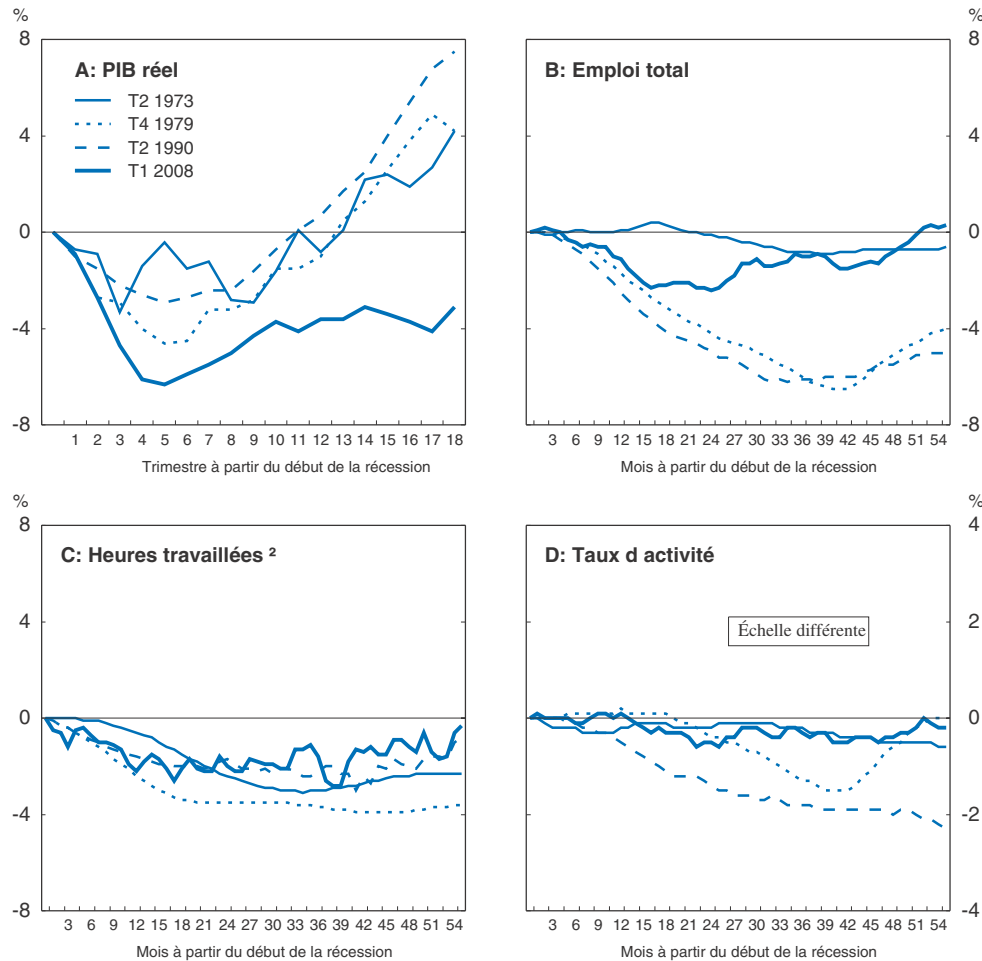 %
8
4
0
-4
-8
A: PIB réel
T2 1973
T4 1979
T2 1990
T1 2008
1 2 3 4 5 6 7 8 9 10 11 12 13 14 15 16 17 18
Trimestre à partir du début de la récession
%
8
4
0
-4
-8
B: Emploi total
3 6 9 12 15 18 21 24 27 30 33 36 39 42 45 48 51 54
Mois à partir du début de la récession
%
8
4
0
-4
-8
C: Heures travaillées ²
3 6 9 12 15 18 21 24 27 30 33 36 39 42 45 48 51 54
Mois à partir du début de la récession
%
4
2
0
-2
-4
D: Taux d activité
Échelle différente
3 6 9 12 15 18 21 24 27 30 33 36 39 42 45 48 51 54
Mois à partir du début de la récession